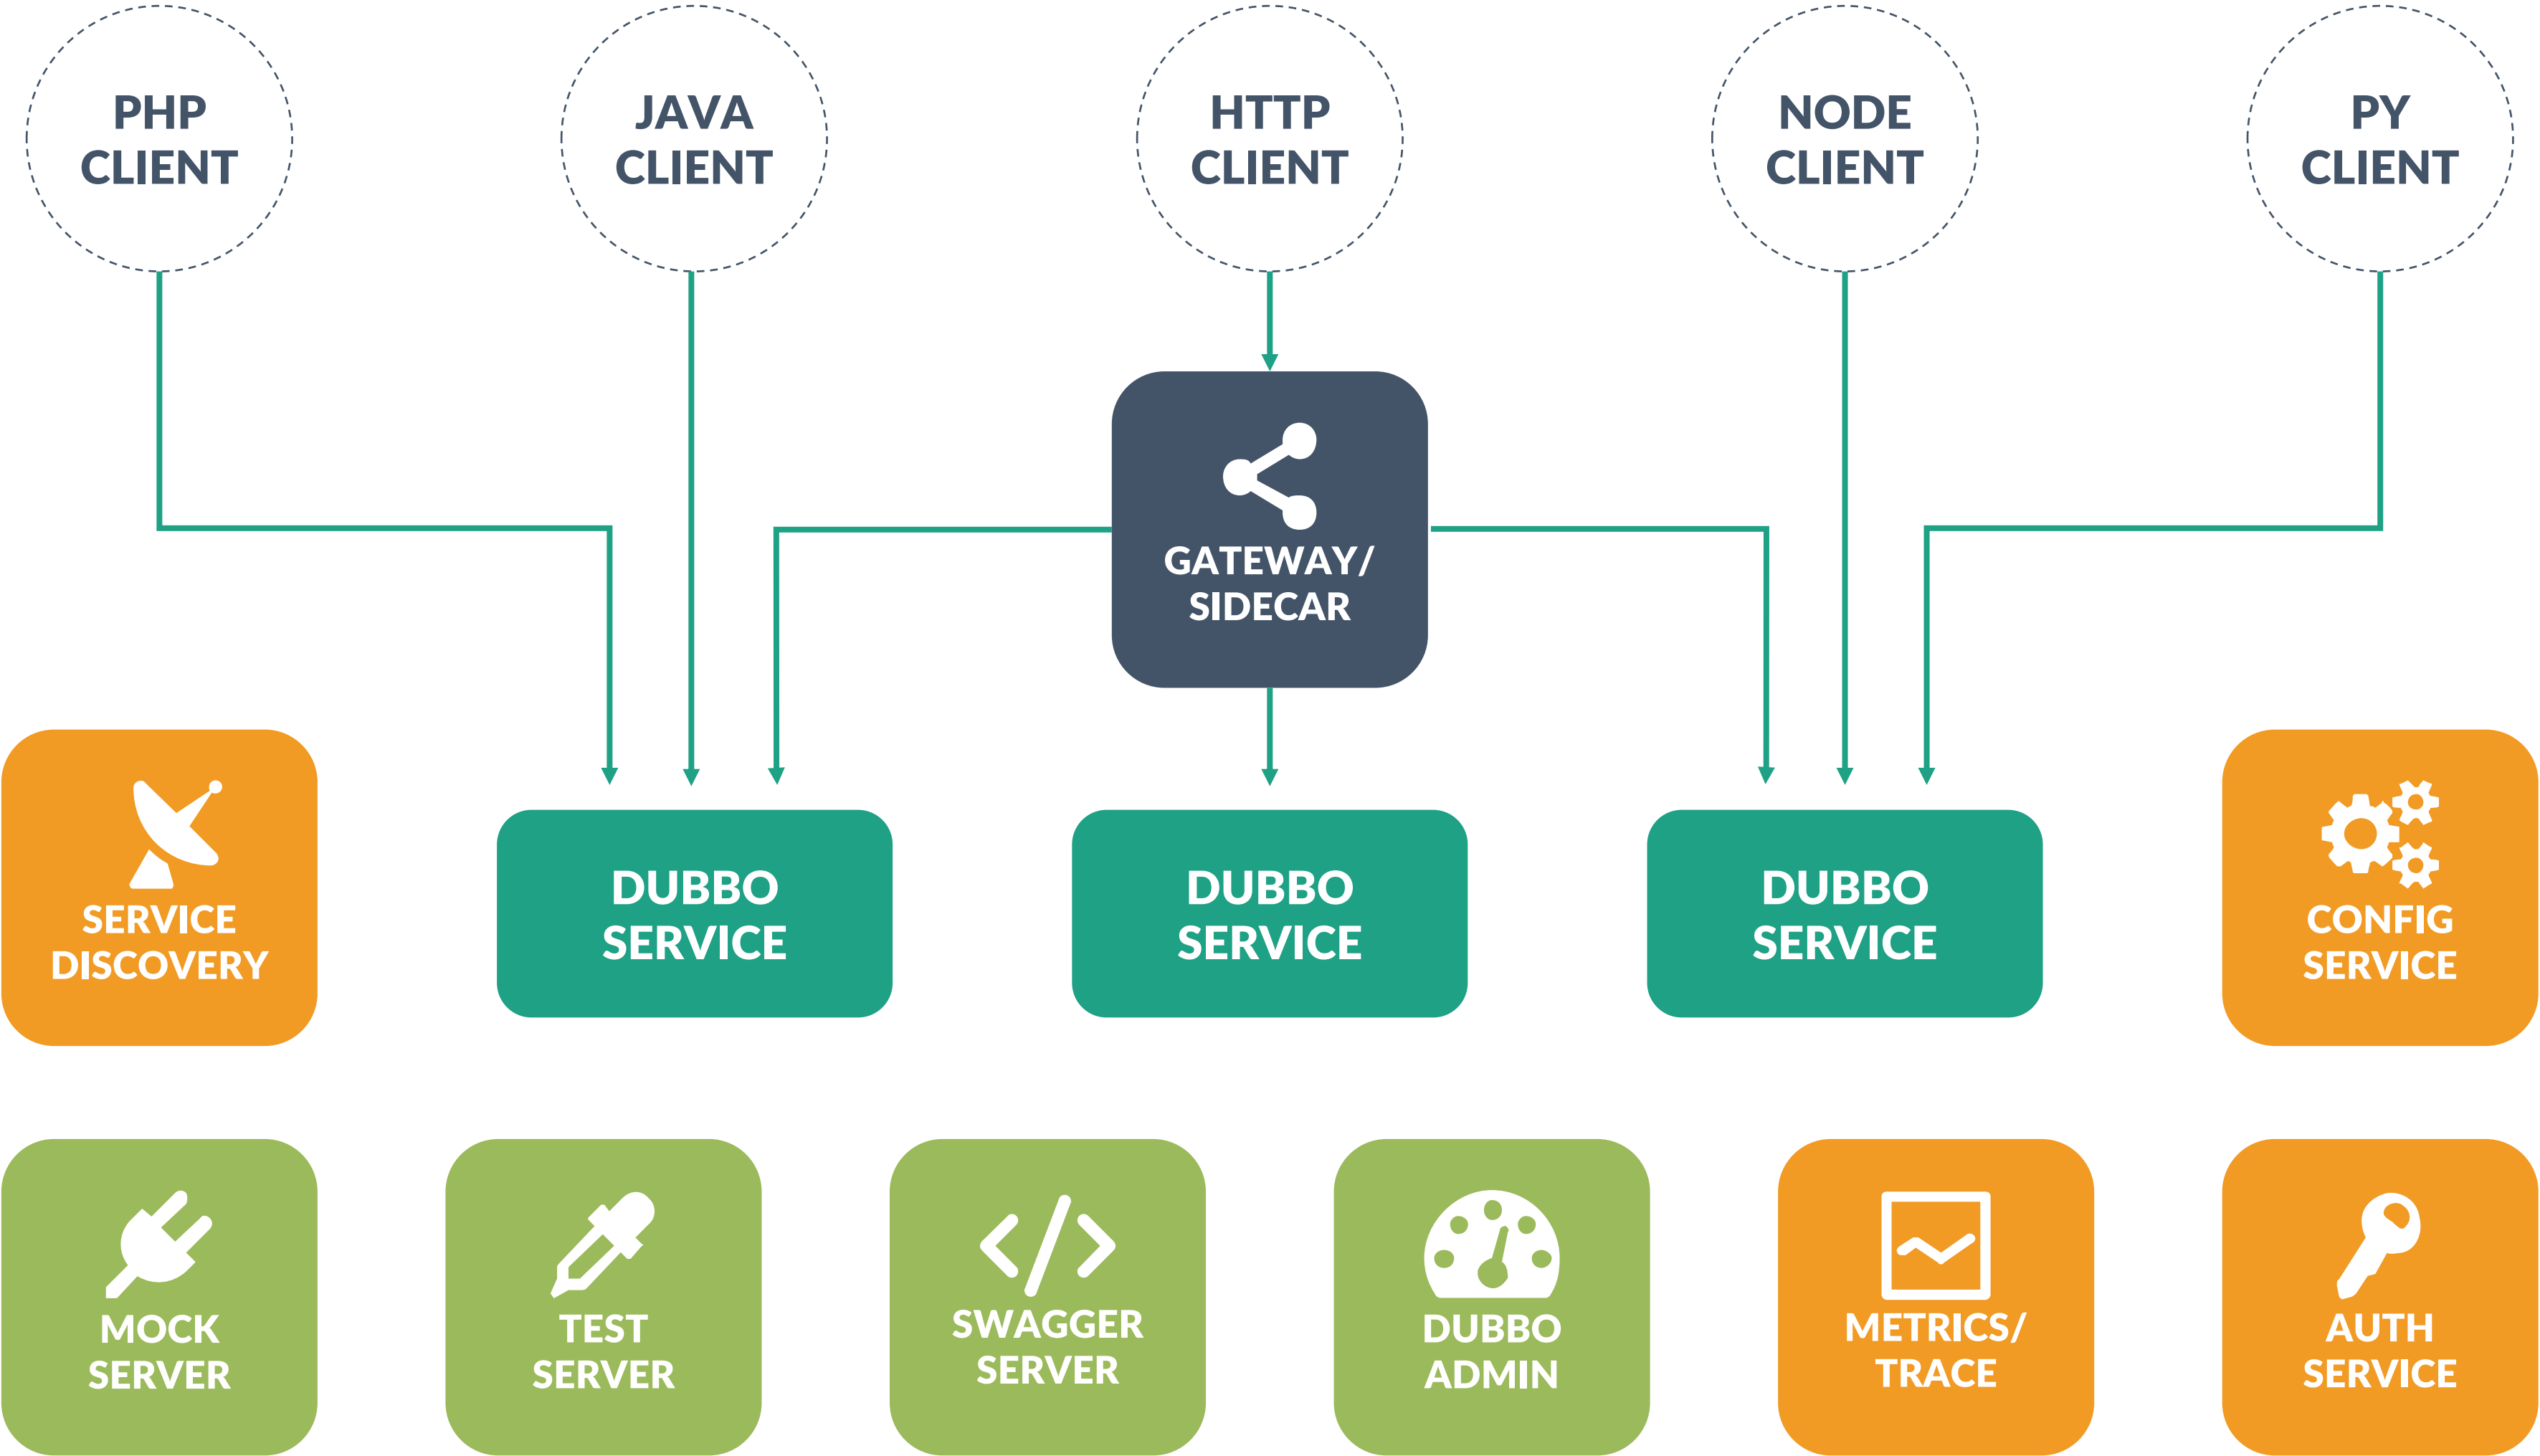 PHP
CLIENT
JAVA
CLIENT
HTTP
CLIENT
NODE
CLIENT
PY
CLIENT
GATEWAY/
SIDECAR
SERVICE
DISCOVERY
DUBBO
SERVICE
DUBBO
SERVICE
DUBBO
SERVICE
CONFIG
SERVICE
MOCK
SERVER
TEST
SERVER
SWAGGER
SERVER
DUBBO
ADMIN
METRICS/
TRACE
AUTH
SERVICE